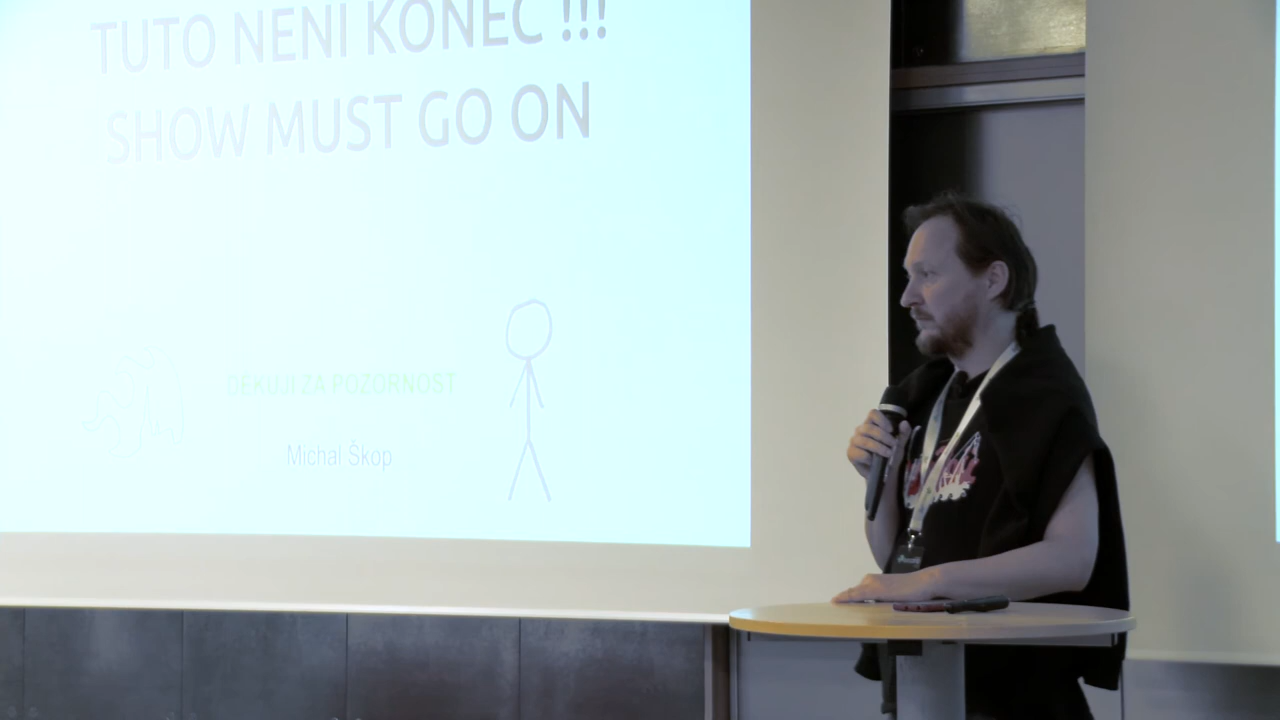 TUTO NENI KONEC !!!
SHOW MUST GO ON
DEKUJI ZA POZORNOST
Michal Škop